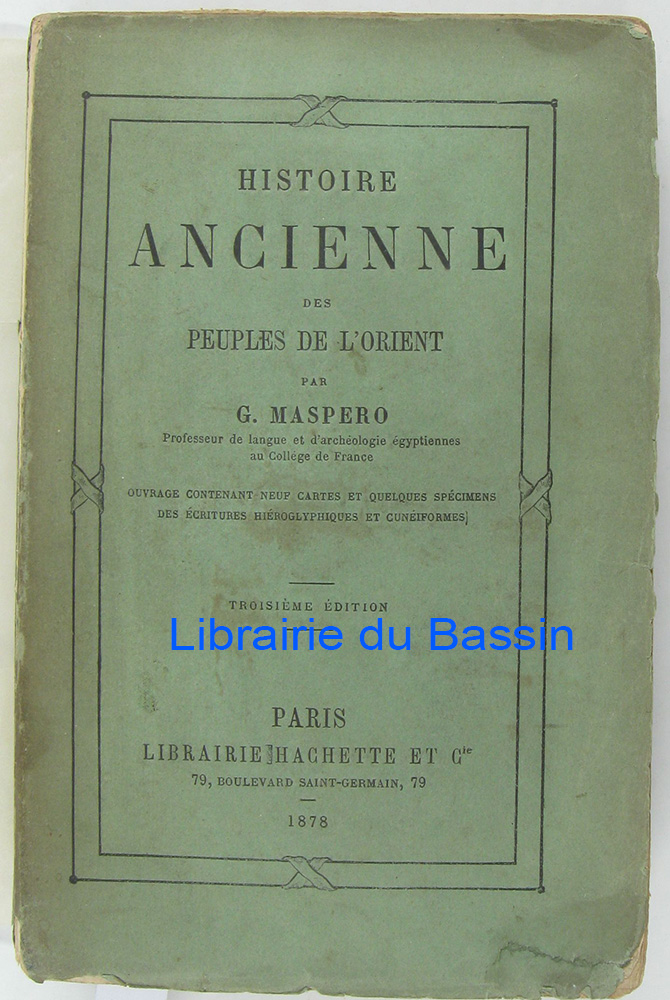 HISTOIRE
ANCIENNE
DES
PEUPLES DE L'ORIENT
PAR
G. MASPERO
Professeur de langue et d'archéologie égyptiennes
au Collége de France
OUVRAGE CONTENANT NEUF CARTES ET QUELQUES SPÉCIMENS
DES ÉCRITURES HIÉROGLYPHIQUES ET CUNÉIFORMES
TROISIÈME ÉDITION
Librairie du Bassin
PARIS
LIBRAIRIE HACHETTE ET Cie
79, BOULEVARD SAINT-GERMAIN, 79
1878